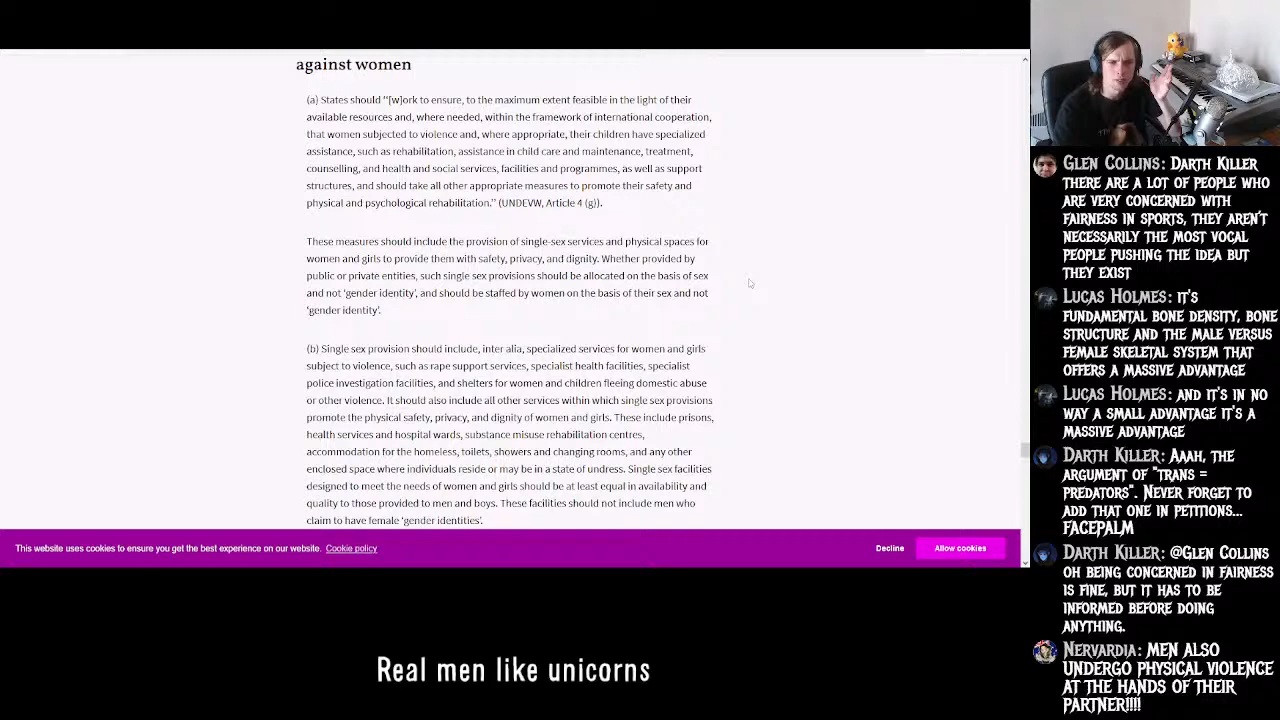 against women
(a) States should “[w]ork to ensure, to the maximum extent feasible in the light of their
available resources and, where needed, within the framework of international cooperation,
that women subjected to violence and, where appropriate, their children have specialized
assistance, such as rehabilitation, assistance in child care and maintenance, treatment,
counselling, and health and social services, facilities and programmes, as well as support
structures, and should take all other appropriate measures to promote their safety and
physical and psychological rehabilitation.” (UNDEVW, Article 4 (g)).
These measures should include the provision of single-sex services and physical spaces for
women and girls to provide them with safety, privacy, and dignity. Whether provided by
public or private entities, such single sex provisions should be allocated on the basis of sex
and not ‘gender identity’, and should be staffed by women on the basis of their sex and not
‘gender identity’.
(b) Single sex provision should include, inter alia, specialized services for women and girls
subject to violence, such as rape support services, specialist health facilities, specialist
police investigation facilities, and shelters for women and children fleeing domestic abuse
or other violence. It should also include all other services within which single sex provisions
promote the physical safety, privacy, and dignity of women and girls. These include prisons,
health services and hospital wards, substance misuse rehabilitation centres,
accommodation for the homeless, toilets, showers and changing rooms, and any other
enclosed space where individuals reside or may be in a state of undress. Single sex facilities
designed to meet the needs of women and girls should be at least equal in availability and
quality to those provided to men and boys. These facilities should not include men who
claim to have female ‘gender identities’.
This website uses cookies to ensure you get the best experience on our website. Cookie policy
Decline
Allow cookies
Real men like unicorns
Glen Collins: Darth Killer
there are a lot of people who
are very concerned with
fairness in sports, they aren't
necessarily the most vocal
people pushing the idea but
they exist
Lucas Holmes: it's
fundamental bone density, bone
structure and the male versus
female skeletal system that
offers a massive advantage
Lucas Holmes: and it's in no
way a small advantage it's a
massive advantage
Darth Killer: Aaah, the
argument of "trans =
predators". Never forget to
add that one in petitions...
FACEPALM
Darth Killer: @Glen Collins
oh being concerned in fairness
is fine, but it has to be
informed before doing
anything.
Nervardia: MEN ALSO
UNDERGO PHYSICAL VIOLENCE
AT THE HANDS OF THEIR
PARTNER!!!!